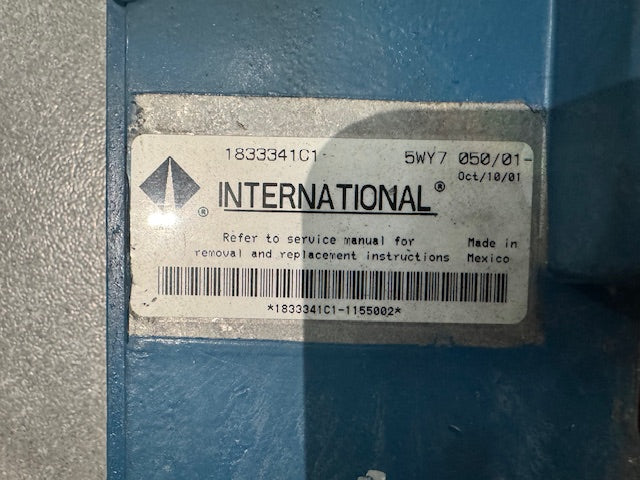 1833341C1 5WY7 050/01-
Oct/10/01
® INTERNATIONAL®
Refer to service manual for Made in
removal and replacement instructions Mexico
*1833341C1-1155002*